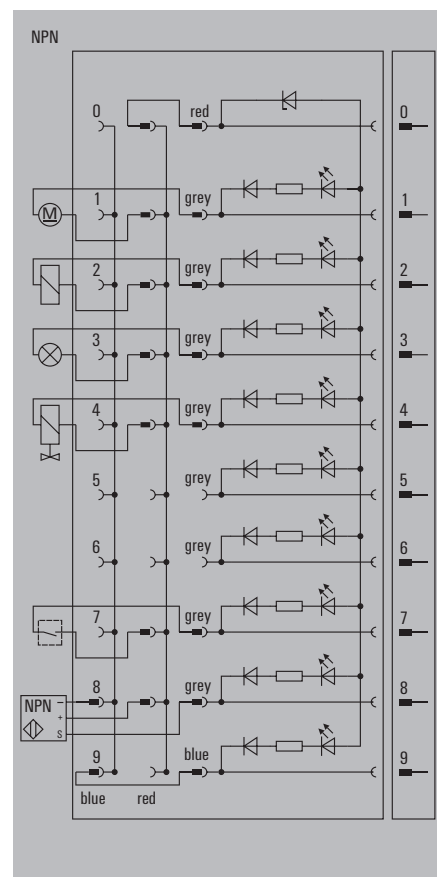 NPN
0 red 0
1 grey 1
M
2 grey 2
3 grey 3
4 grey 4
5 grey 5
6 grey 6
7 grey 7
8 grey 8
NPN
−
+
S
9 blue 9
blue red